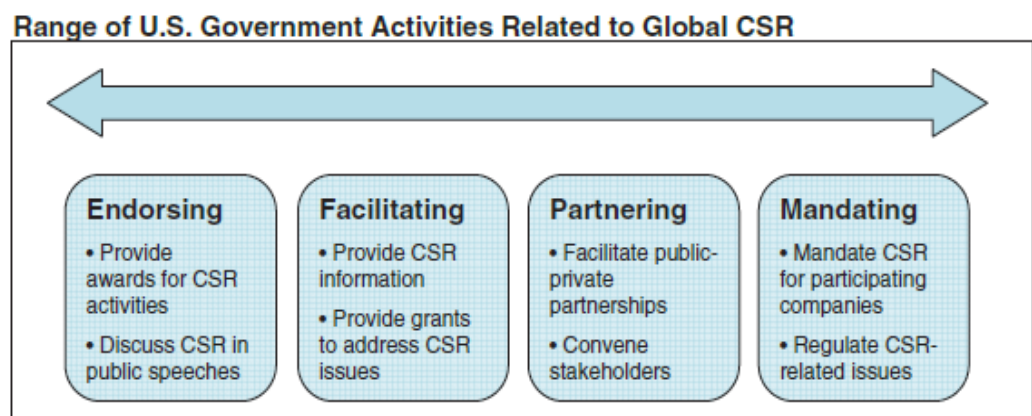 Range of U.S. Government Activities Related to Global CSR
Endorsing
• Provide
awards for CSR
activities
• Discuss CSR in
public speeches
Facilitating
• Provide CSR
information
• Provide grants
to address CSR
issues
Partnering
• Facilitate public-
private
partnerships
• Convene
stakeholders
Mandating
• Mandate CSR
for participating
companies
• Regulate CSR-
related issues